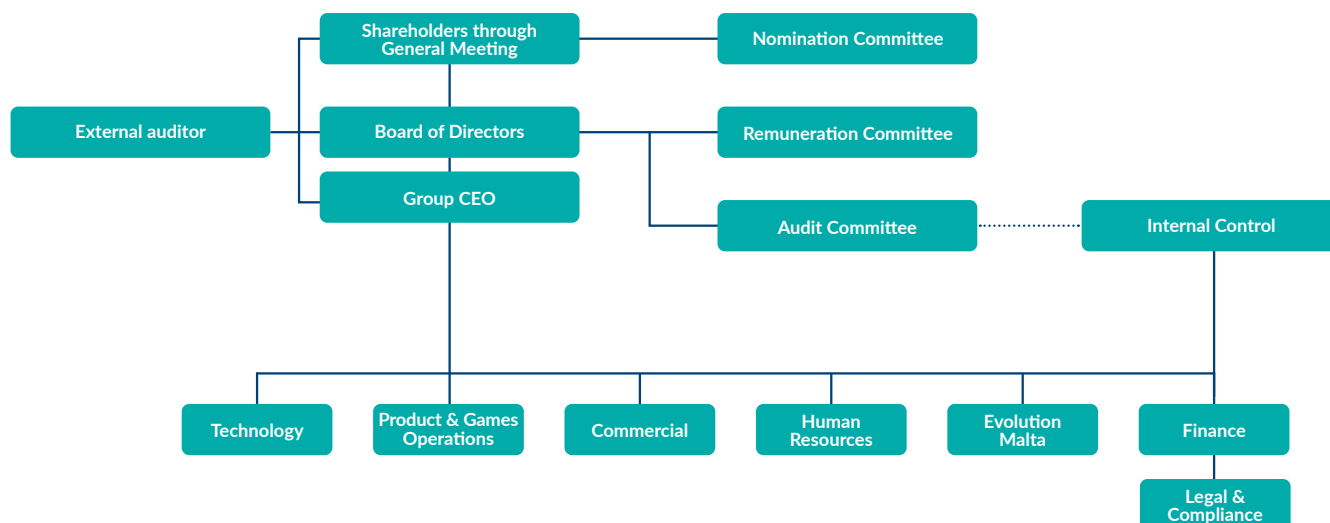 Shareholders through
General Meeting
Nomination Committee
External auditor
Board of Directors
Remuneration Committee
Group CEO
Audit Committee
Internal Control
Technology
Product & Games
Operations
Commercial
Human
Resources
Evolution
Malta
Finance
Legal &
Compliance